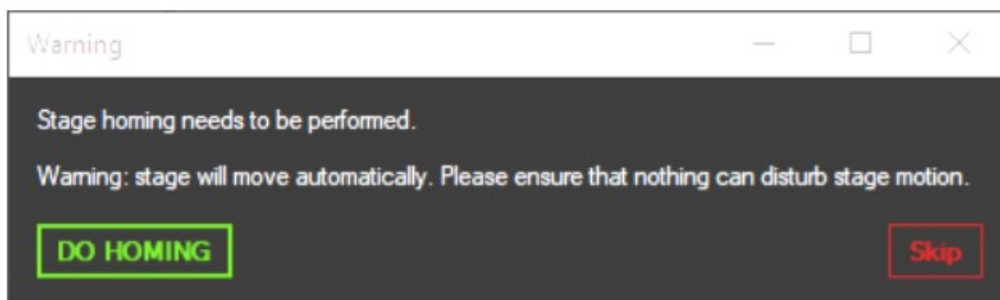 Warning
Stage homing needs to be performed.
Warning: stage will move automatically. Please ensure that nothing can disturb stage motion.
DO HOMING
Skip